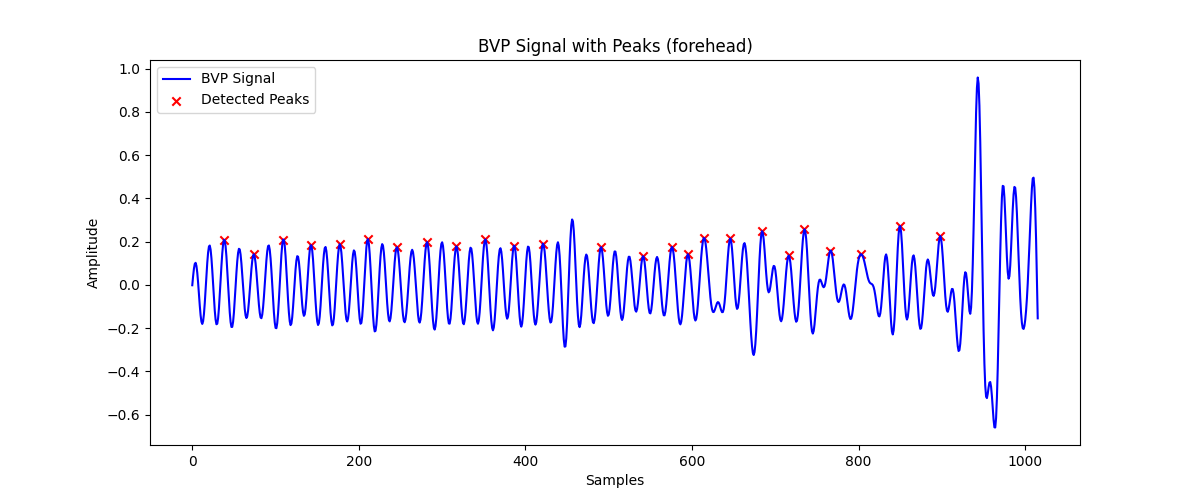 BVP Signal with Peaks (forehead)
BVP Signal
Detected Peaks
Amplitude
1.0
0.8
0.6
0.4
0.2
0.0
−0.2
−0.4
−0.6
0 200 400 600 800 1000
Samples